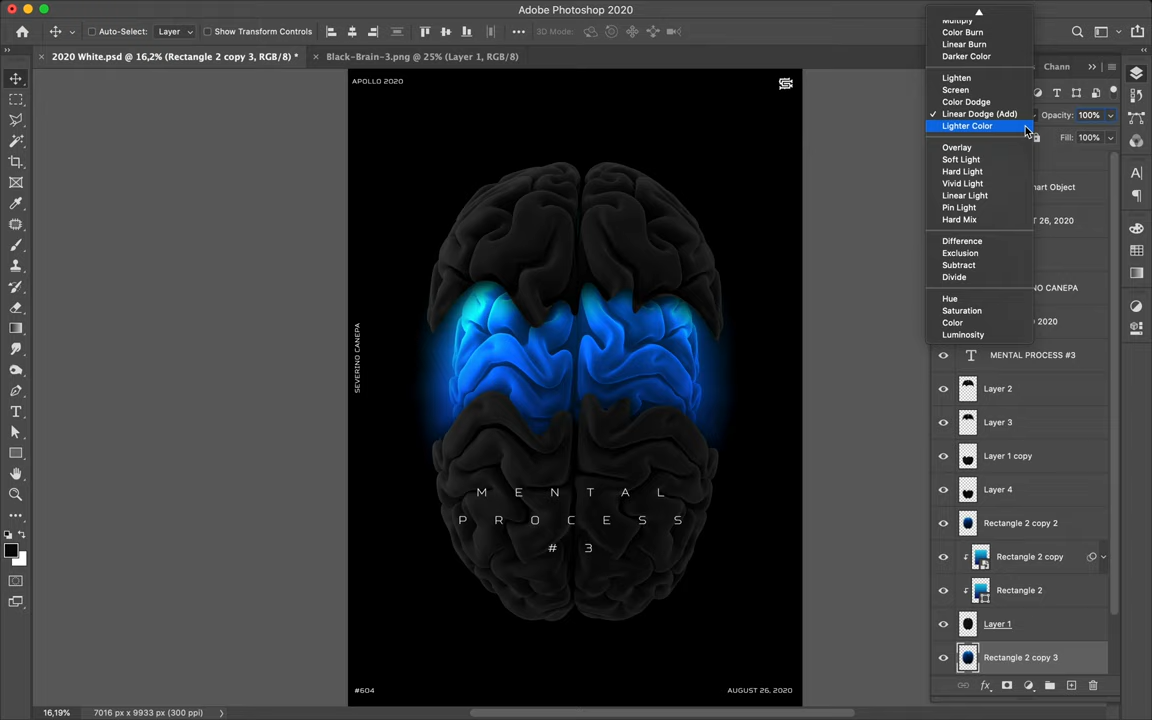 Adobe Photoshop 2020
Auto-Select:
Layer
Show Transform Controls
3D Mode:
2020 White.psd @ 16,2% (Rectangle 2 copy 3, RGB/8) *
Black-Brain-3.png @ 25% (Layer 1, RGB/8)
Multiply
Color Burn
Linear Burn
Darker Color
Lighten
Screen
Color Dodge
Linear Dodge (Add)
Lighter Color
Overlay
Soft Light
Hard Light
Vivid Light
Linear Light
Pin Light
Hard Mix
Difference
Exclusion
Subtract
Divide
Hue
Saturation
Color
Luminosity
Chann
Opacity: 100%
Fill: 100%
mart Object
T 26, 2020
NO CANEPA
2020
MENTAL PROCESS #3
Layer 2
Layer 3
Layer 1 copy
Layer 4
Rectangle 2 copy 2
Rectangle 2 copy
Rectangle 2
Layer 1
Rectangle 2 copy 3
APOLLO 2020
SEVERINO CANEPA
MENTAL
PROCESS
#3
#604
AUGUST 26, 2020
16,19%
7016 px x 9933 px (300 ppi)